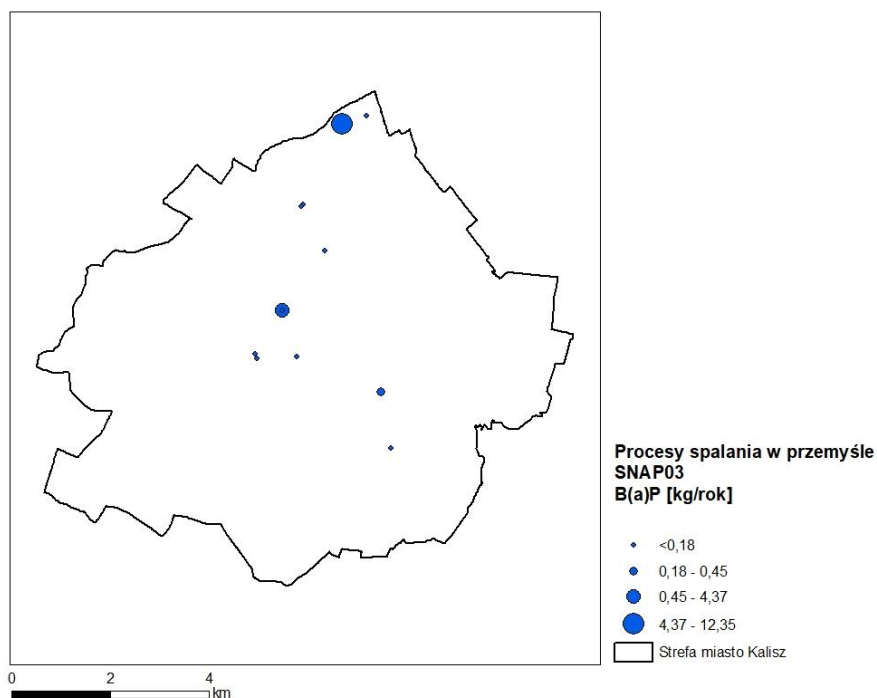 Procesy spalania w przemyśle
SNAP03
B(a)P [kg/rok]
<0,18
0,18 - 0,45
0,45 - 4,37
4,37 - 12,35
Strefa miasto Kalisz
0 2 4
km